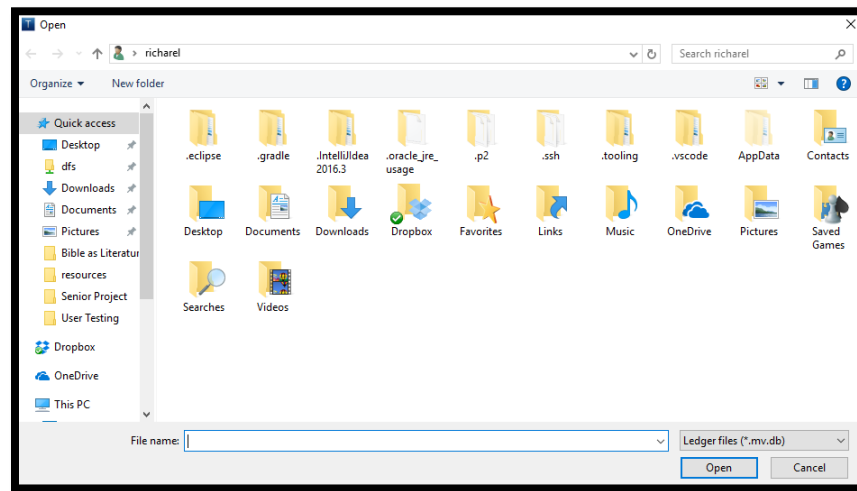 Open
richarel
Search richarel
Organize
New folder
Quick access
Desktop
dfs
Downloads
Documents
Pictures
Bible as Literatur
resources
Senior Project
User Testing
Dropbox
OneDrive
This PC
.eclipse
.gradle
.IntelliJIdea
2016.3
.oracle_jre_
usage
.p2
.ssh
.tooling
.vscode
AppData
Contacts
Desktop
Documents
Downloads
Dropbox
Favorites
Links
Music
OneDrive
Pictures
Saved
Games
Searches
Videos
File name:
Ledger files (*.mv.db)
Open
Cancel